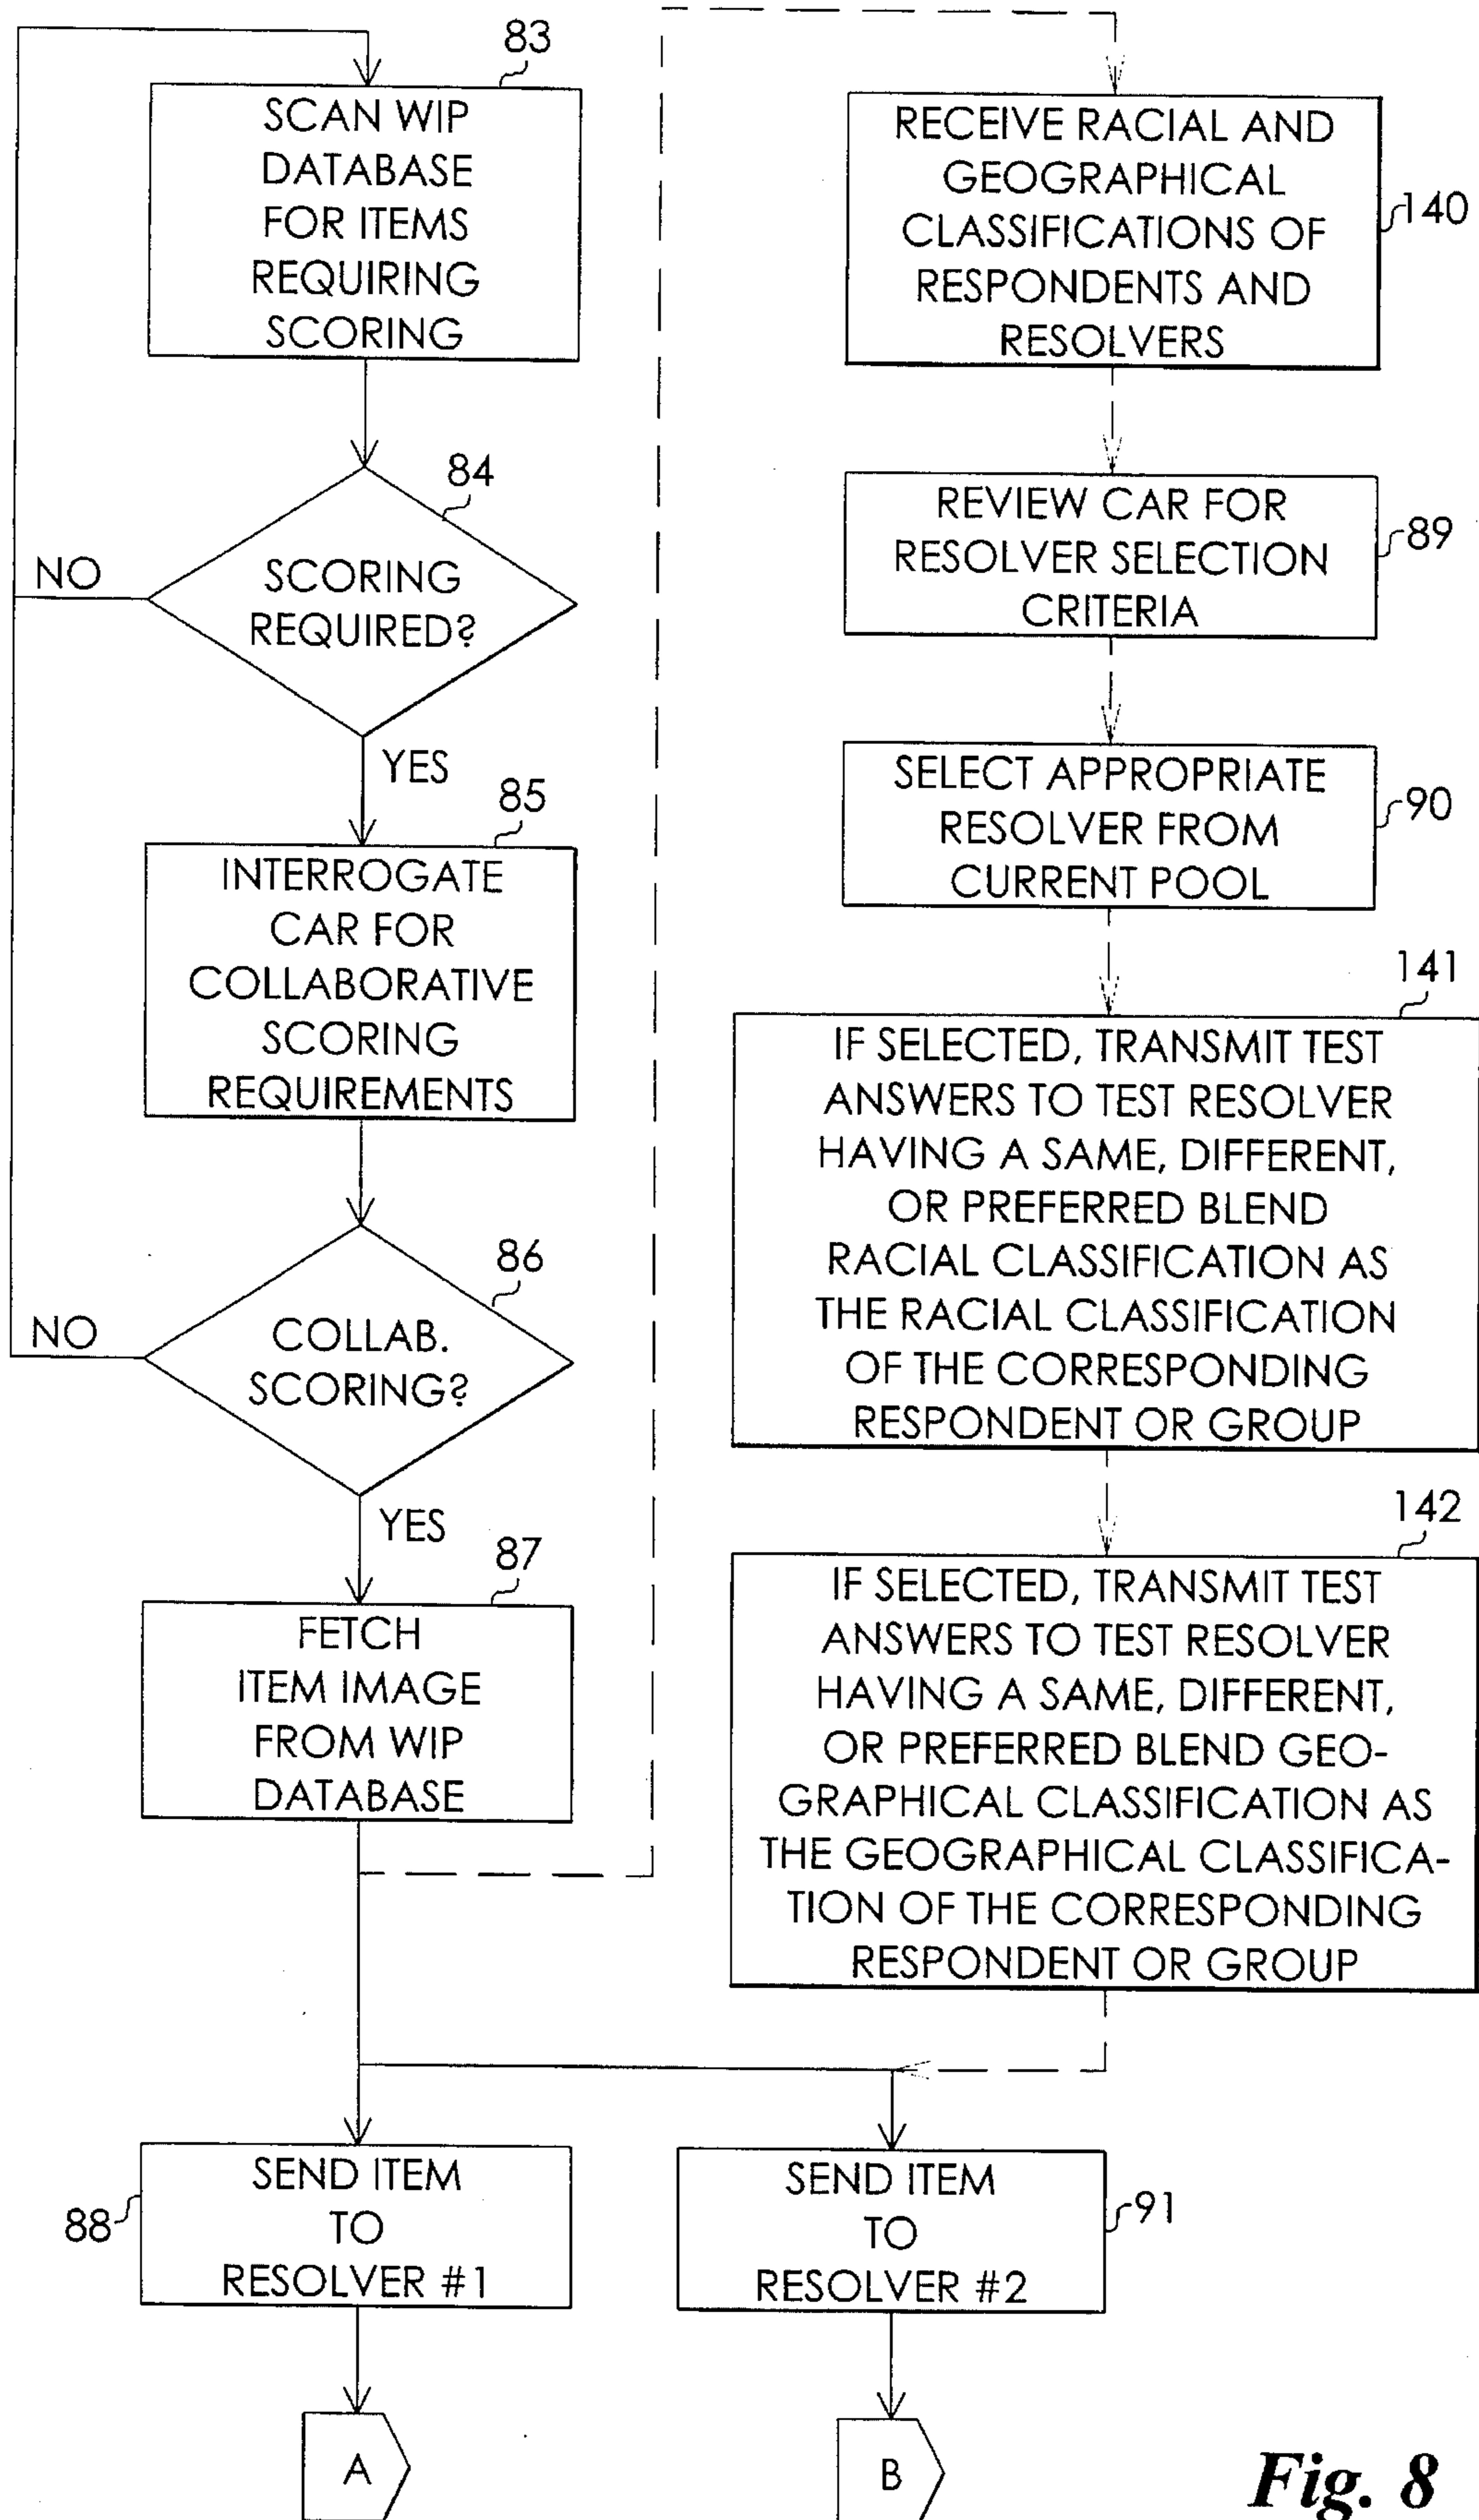 83
SCAN WIP
DATABASE
FOR ITEMS
REQUIRING
SCORING
84
NO
SCORING
REQUIRED?
YES
85
INTERROGATE
CAR FOR
COLLABORATIVE
SCORING
REQUIREMENTS
86
NO
COLLAB.
SCORING?
YES
87
FETCH
ITEM IMAGE
FROM WIP
DATABASE
88
SEND ITEM
TO
RESOLVER #1
A
RECEIVE RACIAL AND
GEOGRAPHICAL
CLASSIFICATIONS OF
RESPONDENTS AND
RESOLVERS
140
REVIEW CAR FOR
RESOLVER SELECTION
CRITERIA
89
SELECT APPROPRIATE
RESOLVER FROM
CURRENT POOL
90
141
IF SELECTED, TRANSMIT TEST
ANSWERS TO TEST RESOLVER
HAVING A SAME, DIFFERENT,
OR PREFERRED BLEND
RACIAL CLASSIFICATION AS
THE RACIAL CLASSIFICATION
OF THE CORRESPONDING
RESPONDENT OR GROUP
142
IF SELECTED, TRANSMIT TEST
ANSWERS TO TEST RESOLVER
HAVING A SAME, DIFFERENT,
OR PREFERRED BLEND GEO-
GRAPHICAL CLASSIFICATION AS
THE GEOGRAPHICAL CLASSIFICA-
TION OF THE CORRESPONDING
RESPONDENT OR GROUP
SEND ITEM
TO
RESOLVER #2
91
B
Fig. 8